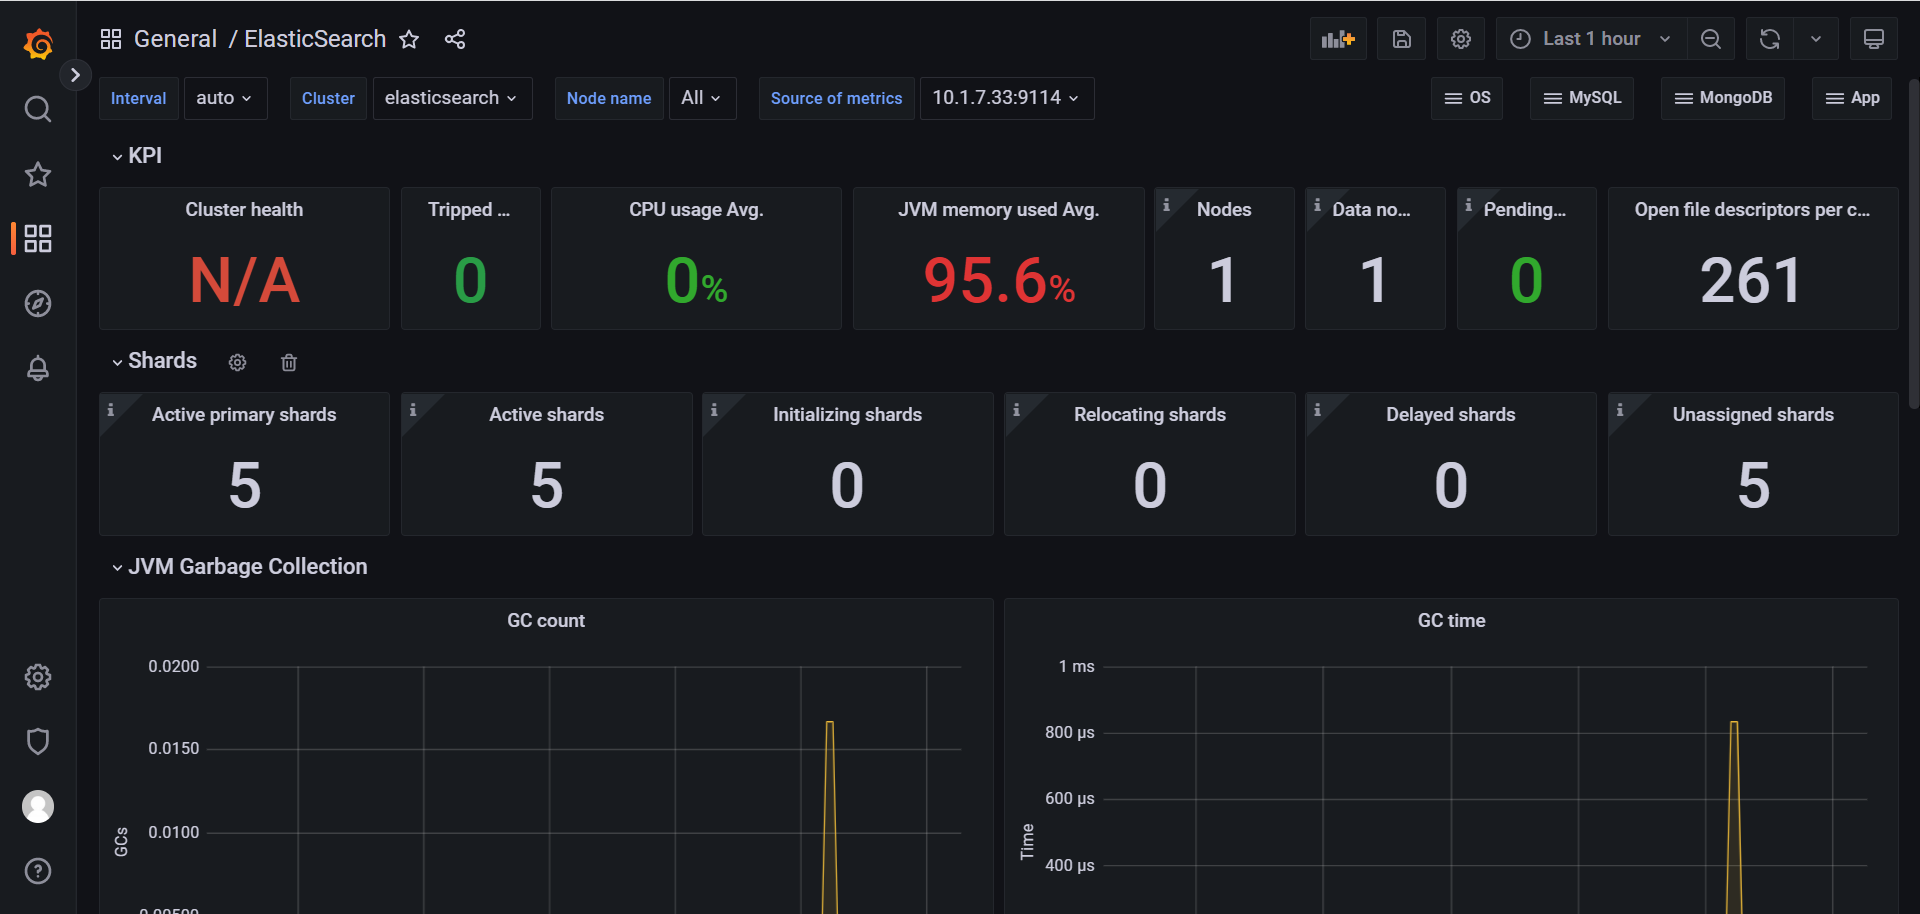 General / ElasticSearch
Last 1 hour
Interval auto Cluster elasticsearch Node name All Source of metrics 10.1.7.33:9114 OS MySQL MongoDB App
KPI
Cluster health
N/A
Tripped ...
0
CPU usage Avg.
0%
JVM memory used Avg.
95.6%
Nodes
1
Data no...
1
Pending...
0
Open file descriptors per c...
261
Shards
Active primary shards
5
Active shards
5
Initializing shards
0
Relocating shards
0
Delayed shards
0
Unassigned shards
5
JVM Garbage Collection
GC count
0.0200
0.0150
0.0100
0.00500
GCs
GC time
1 ms
800 µs
600 µs
400 µs
Time